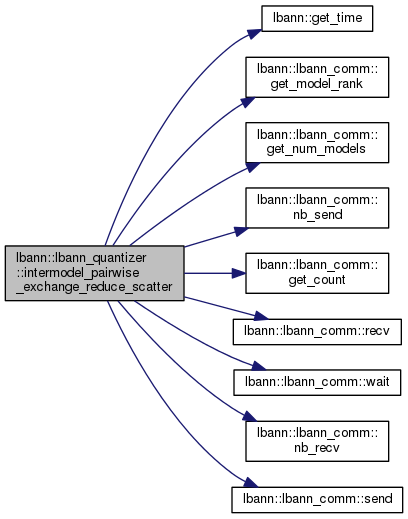 lbann::get_time
lbann::lbann_comm::
get_model_rank
lbann::lbann_comm::
get_num_models
lbann::lbann_comm::
nb_send
lbann::lbann_quantizer
::intermodel_pairwise
_exchange_reduce_scatter
lbann::lbann_comm::
get_count
lbann::lbann_comm::recv
lbann::lbann_comm::wait
lbann::lbann_comm::
nb_recv
lbann::lbann_comm::send